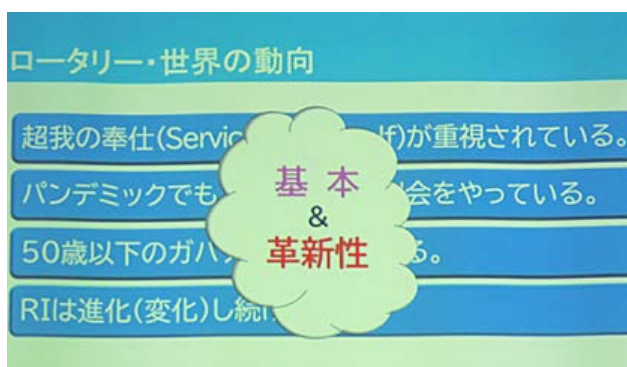 ロータリー・世界の動向
超我の奉仕(Servic lf)が重視されている。
パンデミックでも 会をやっている。
50歳以下のガバ る。
RIは進化(変化)し続
基 本
&
革新性